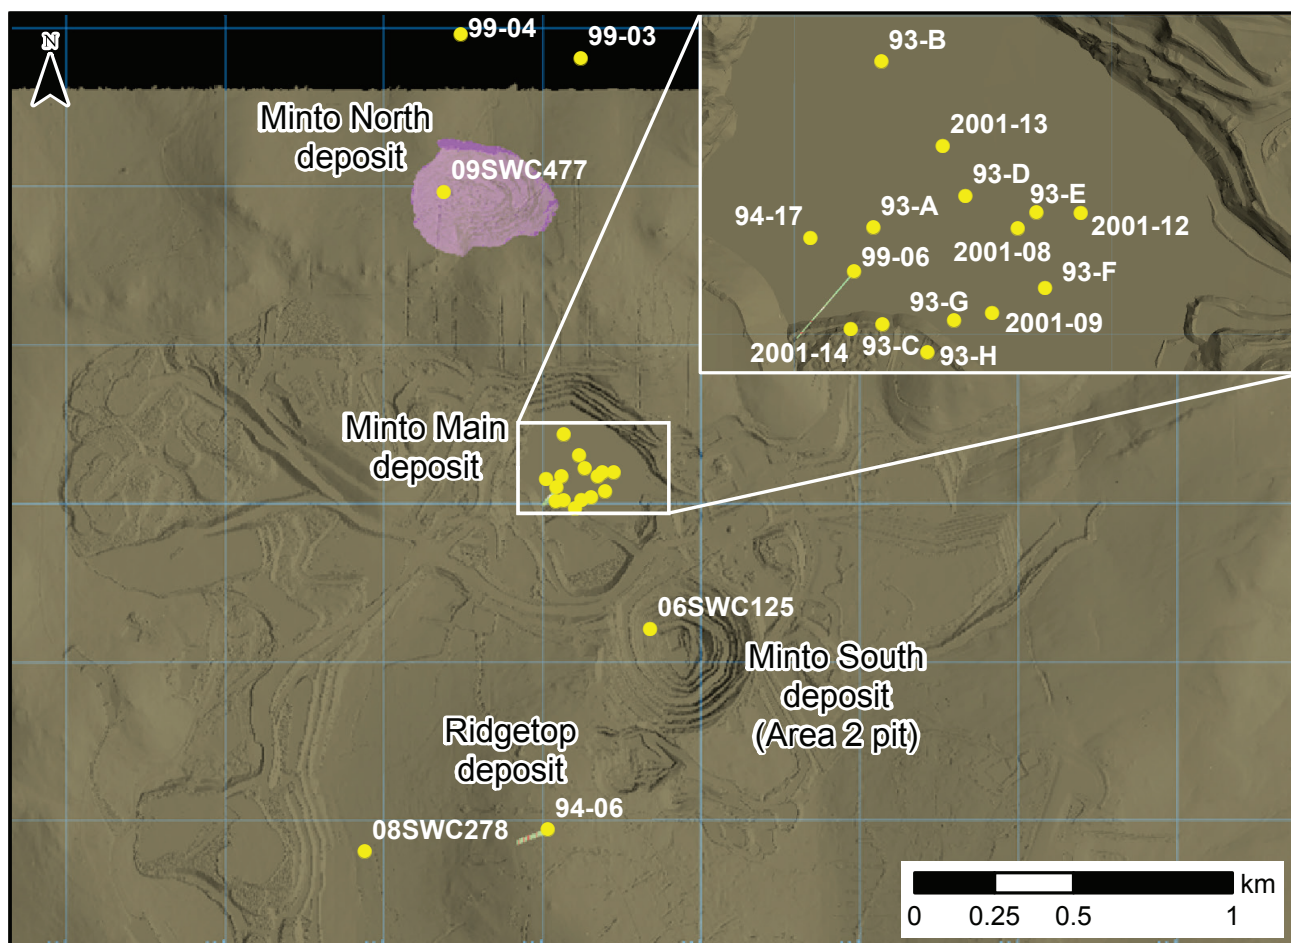 N
99-04
99-03
93-B
Minto North
deposit
2001-13
09SWC477
93-D
93-E
94-17
93-A
2001-12
2001-08
99-06
93-F
93-G
2001-09
2001-14
93-C
93-H
Minto Main
deposit
06SWC125
Minto South
deposit
(Area 2 pit)
Ridgetop
deposit
94-06
08SWC278
km
0
0.25
0.5
1